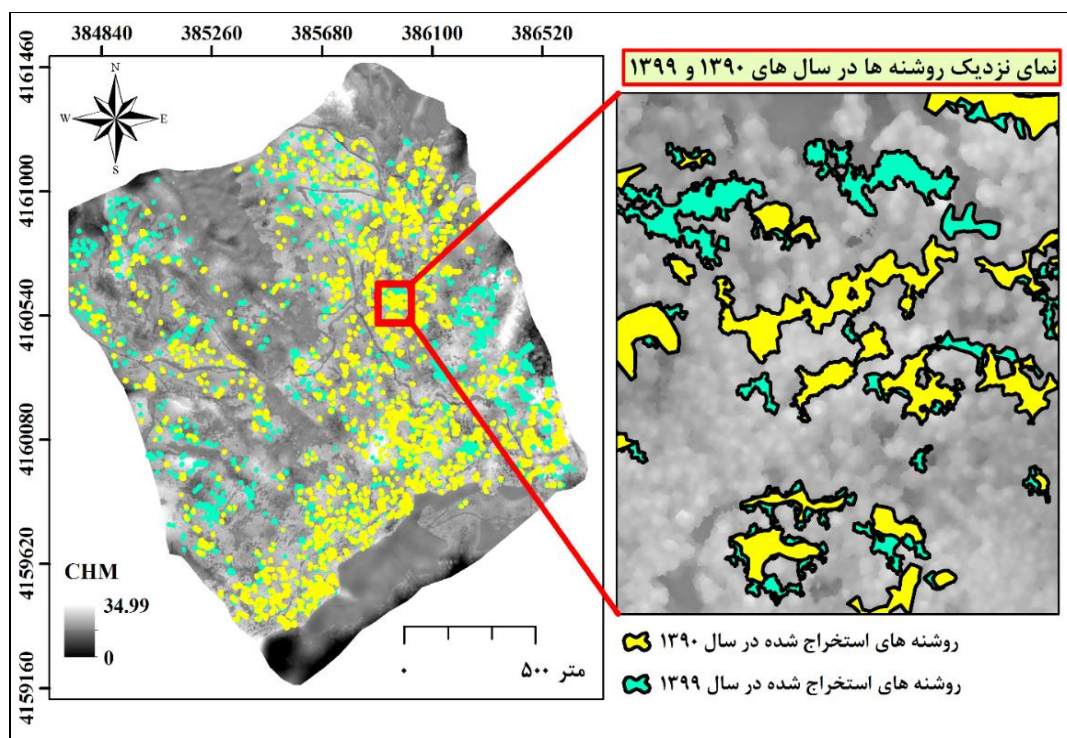 384840 385260 385680 386100 386520
4161460
4161000
4160540
4160080
4159620
4159160
N
W E
S
CHM
34.99
0
۰ ۵۰۰ متر
نمای نزدیک روشنه ها در سال های ۱۳۹۰ و ۱۳۹۹
روشنه های استخراج شده در سال ۱۳۹۰
روشنه های استخراج شده در سال ۱۳۹۹